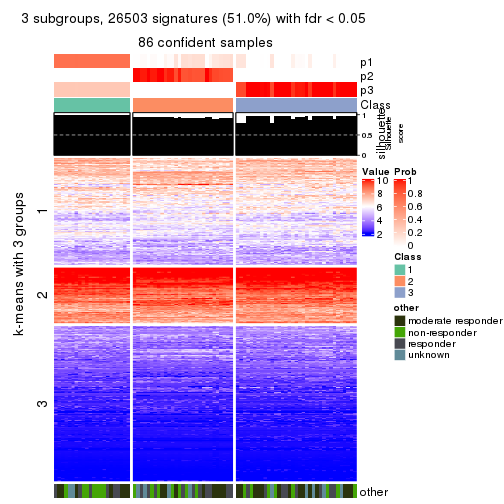 3 subgroups, 26503 signatures (51.0%) with fdr < 0.05
86 confident samples
p1
p2
p3
Class
silhouette
Silhouette
score
1
0.5
0
k-means with 3 groups
1
2
3
other
Value
10
8
6
4
2
Prob
1
0.8
0.6
0.4
0.2
0
Class
1
2
3
other
moderate responder
non-responder
responder
unknown